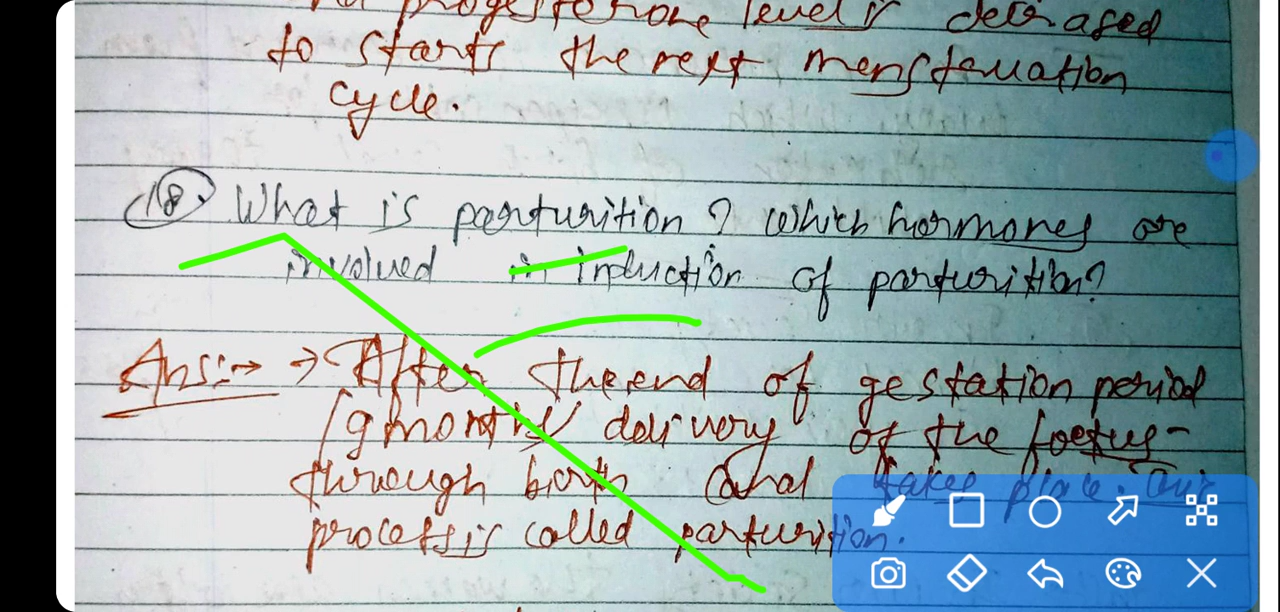 progesterone level is decreased
to starts the next menstuation
cycle.
18. What is parturition? Which hormones are
involved in induction of parturition?
Ans:→ → After the end of gestation period
(9 months) delivery of the foetus-
through birth Canal takes place. This
process is called parturition.